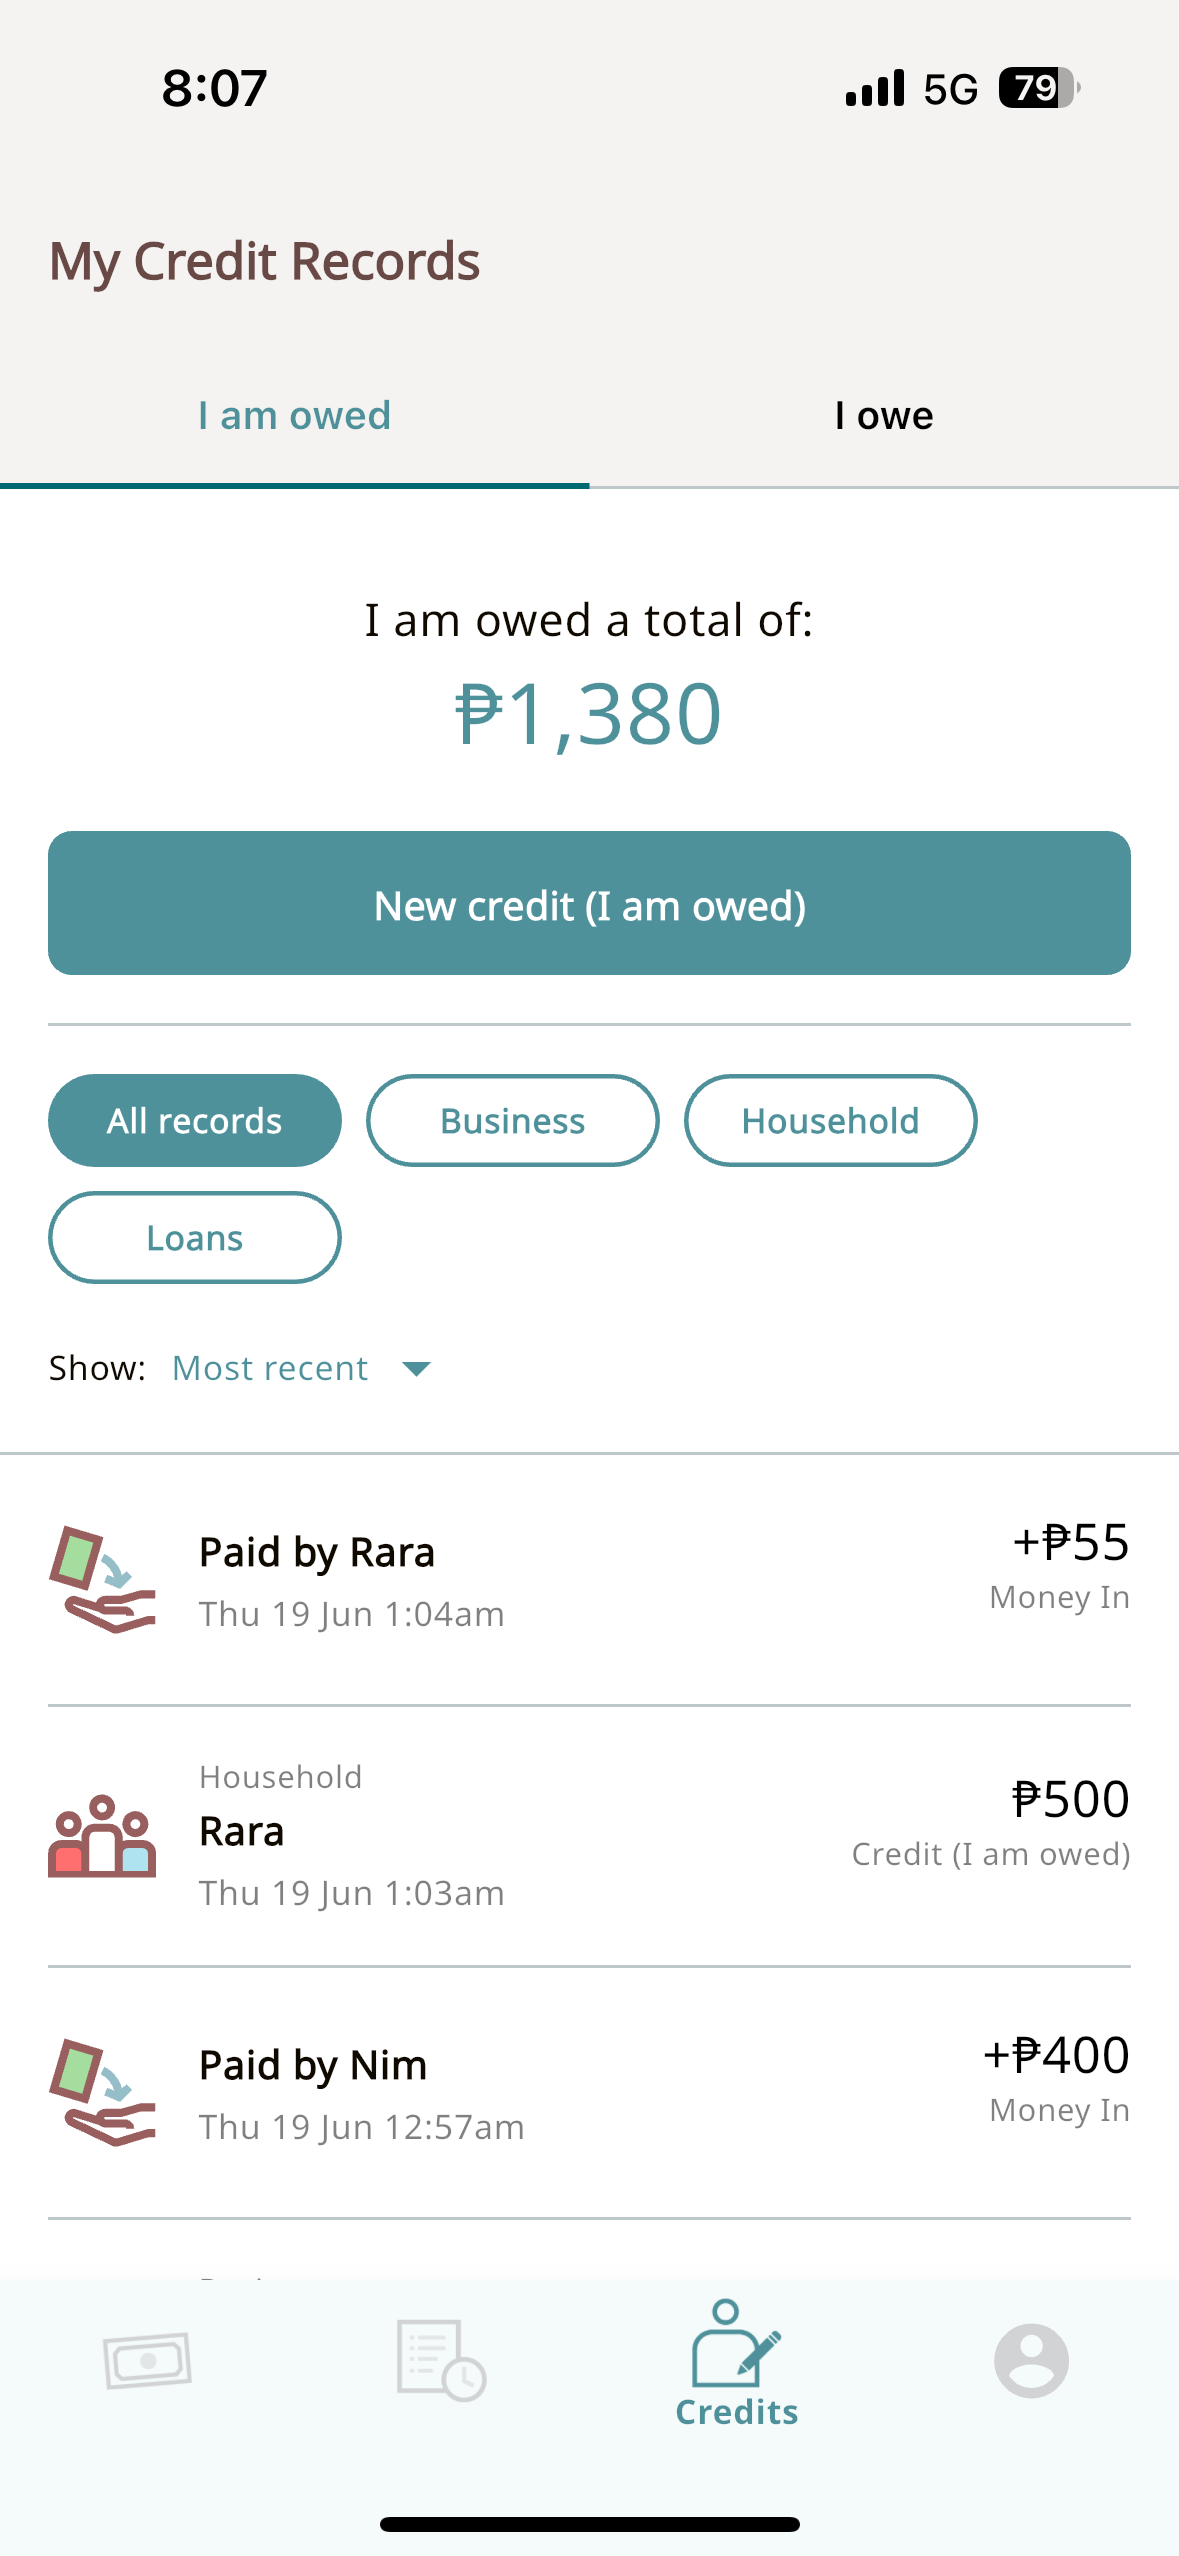 8:07
5G
79
My Credit Records
I am owed
I owe
I am owed a total of:
₱1,380
New credit (I am owed)
All records
Business
Household
Loans
Show: Most recent
Paid by Rara
Thu 19 Jun 1:04am
+₱55
Money In
Household
Rara
Thu 19 Jun 1:03am
₱500
Credit (I am owed)
Paid by Nim
Thu 19 Jun 12:57am
+₱400
Money In
Credits